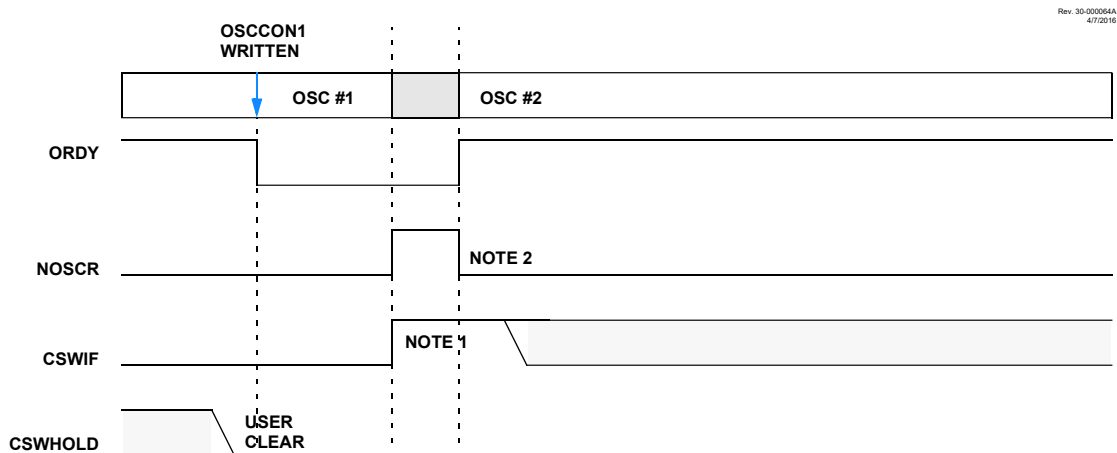 Rev. 30-000064A
4/7/2016
OSCCON1
WRITTEN
OSC #1
OSC #2
ORDY
NOSCR
NOTE 2
CSWIF
NOTE 1
CSWHOLD
USER
CLEAR